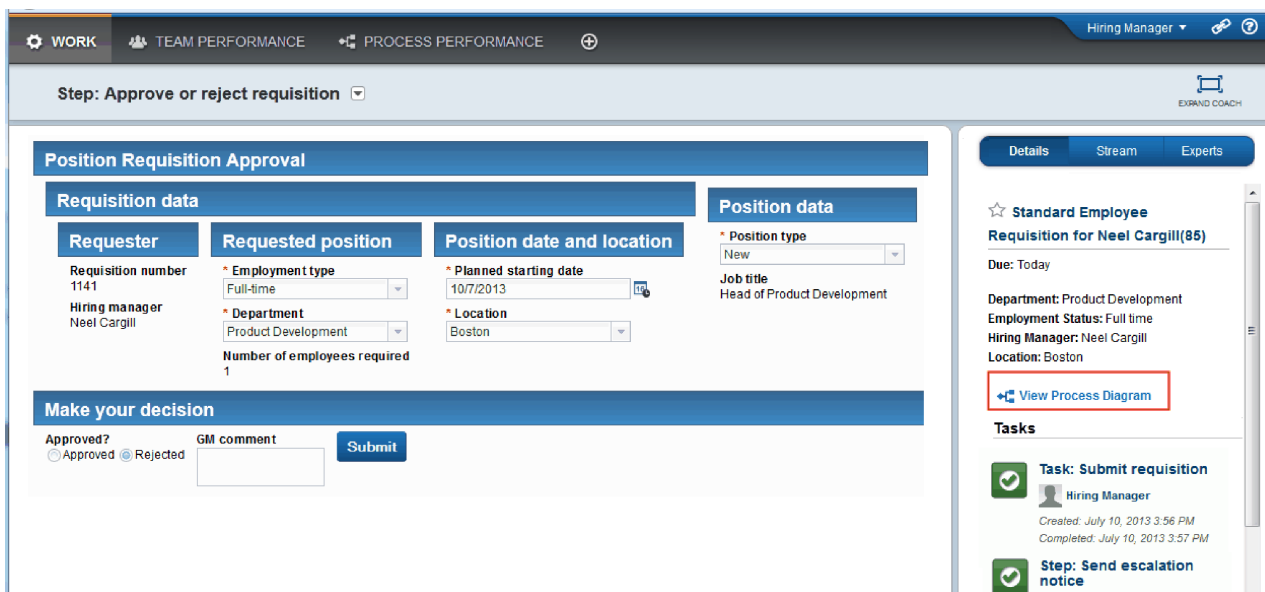 WORK TEAM PERFORMANCE PROCESS PERFORMANCE Hiring Manager
Step: Approve or reject requisition
EXPAND COACH
Position Requisition Approval
Requisition data
Requester
Requisition number
1141
Hiring manager
Neel Cargill
Requested position
* Employment type
Full-time
* Department
Product Development
Number of employees required
1
Position date and location
* Planned starting date
10/7/2013
* Location
Boston
Position data
* Position type
New
Job title
Head of Product Development
Make your decision
Approved?
Approved Rejected
GM comment
Submit
Details Stream Experts
Standard Employee
Requisition for Neel Cargill(85)
Due: Today
Department: Product Development
Employment Status: Full time
Hiring Manager: Neel Cargill
Location: Boston
View Process Diagram
Tasks
Task: Submit requisition
Hiring Manager
Created: July 10, 2013 3:56 PM
Completed: July 10, 2013 3:57 PM
Step: Send escalation
notice